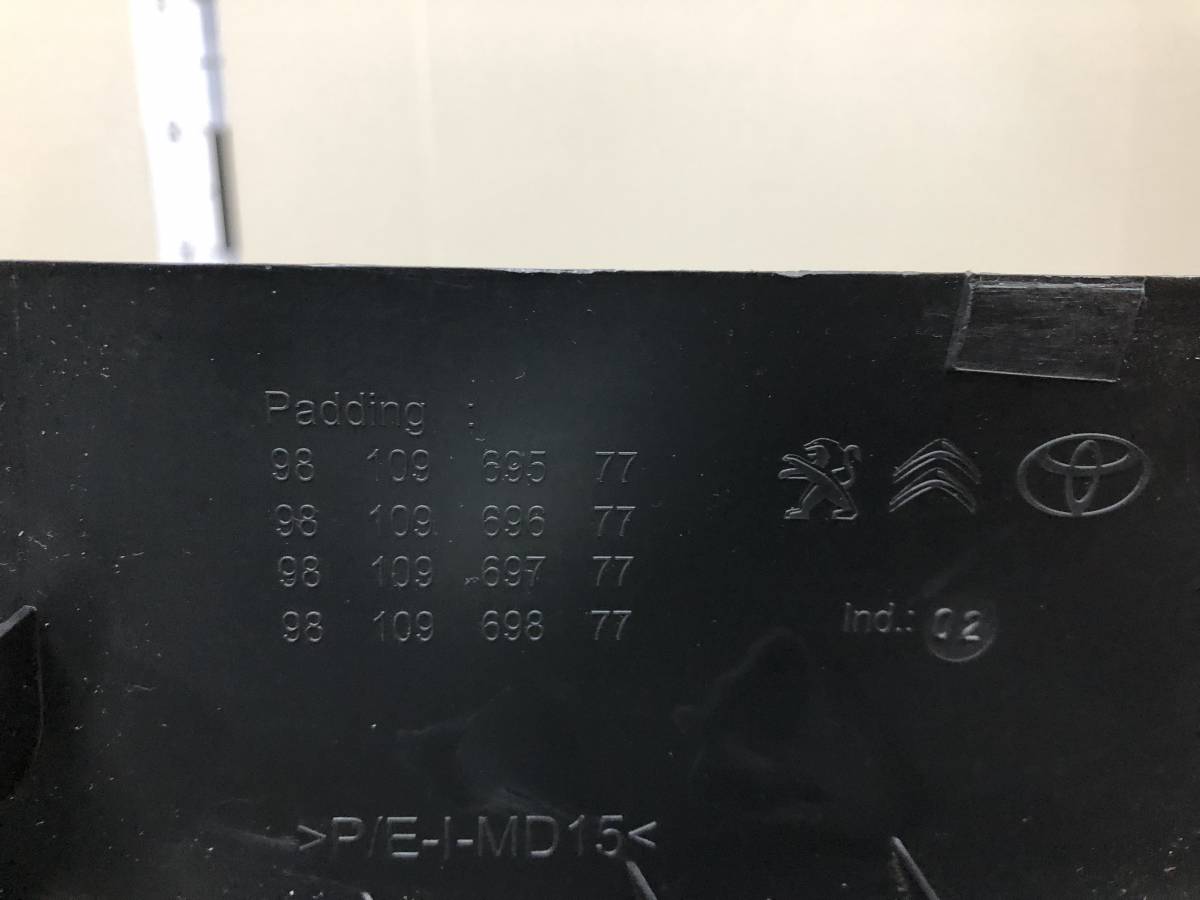 Padding :
98 109 695 77
98 109 696 77
98 109 697 77
98 109 698 77
Ind.: 02
>P/E-I-MD15<